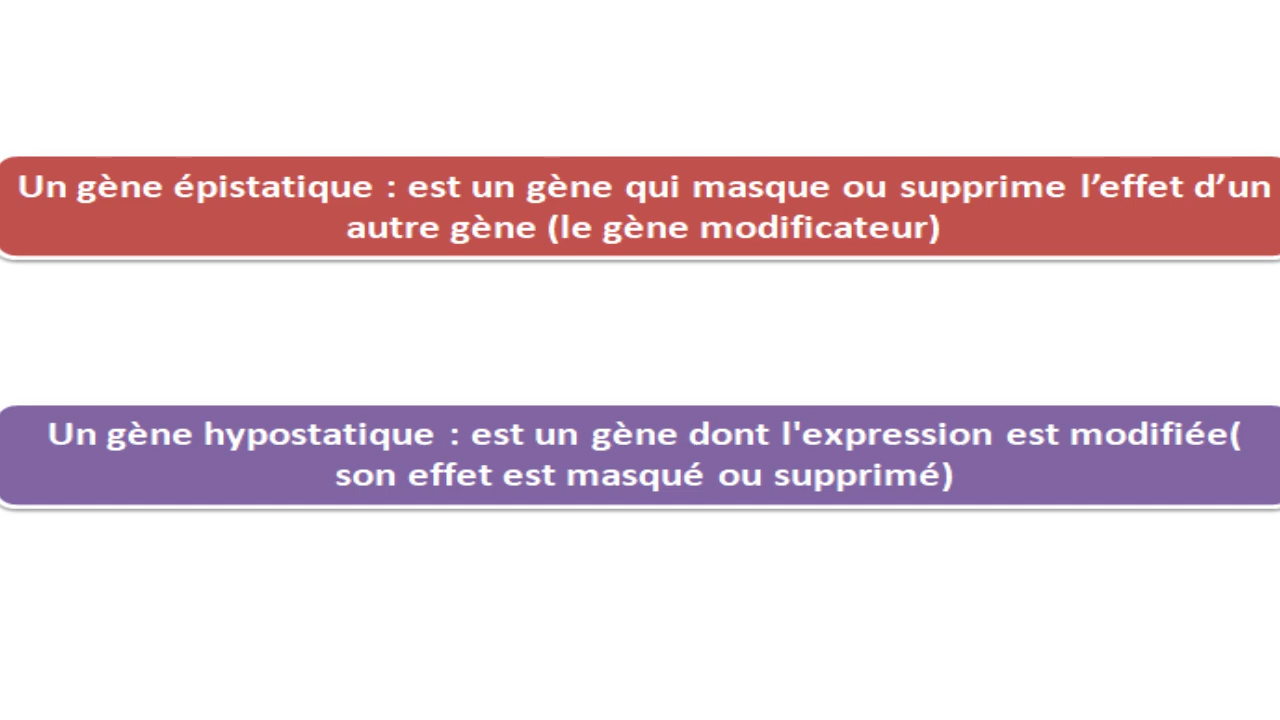 Un gène épistatique : est un gène qui masque ou supprime l’effet d’un
autre gène (le gène modificateur)
Un gène hypostatique : est un gène dont l'expression est modifiée(
son effet est masqué ou supprimé)